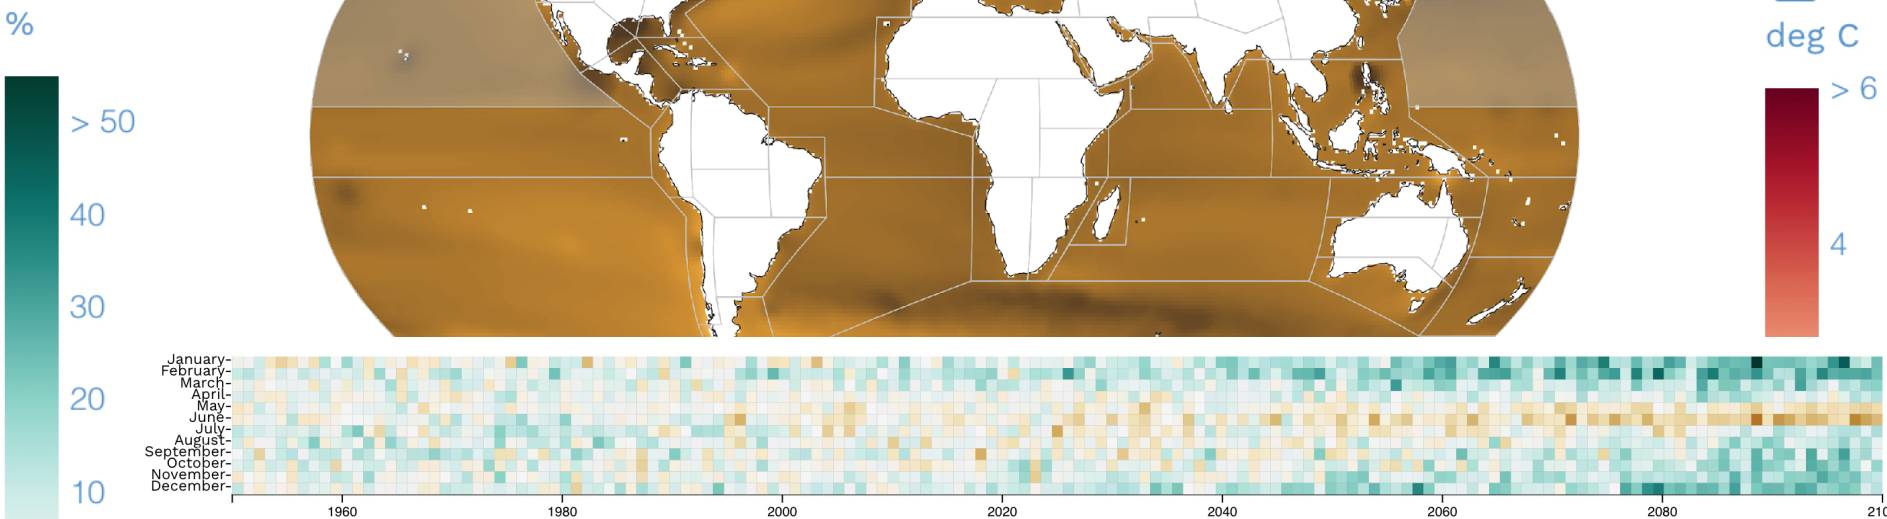 %
> 50
40
30
20
10
deg C
> 6
4
January
February
March
April
May
June
July
August
September
October
November
December
1960
1980
2000
2020
2040
2060
2080
210